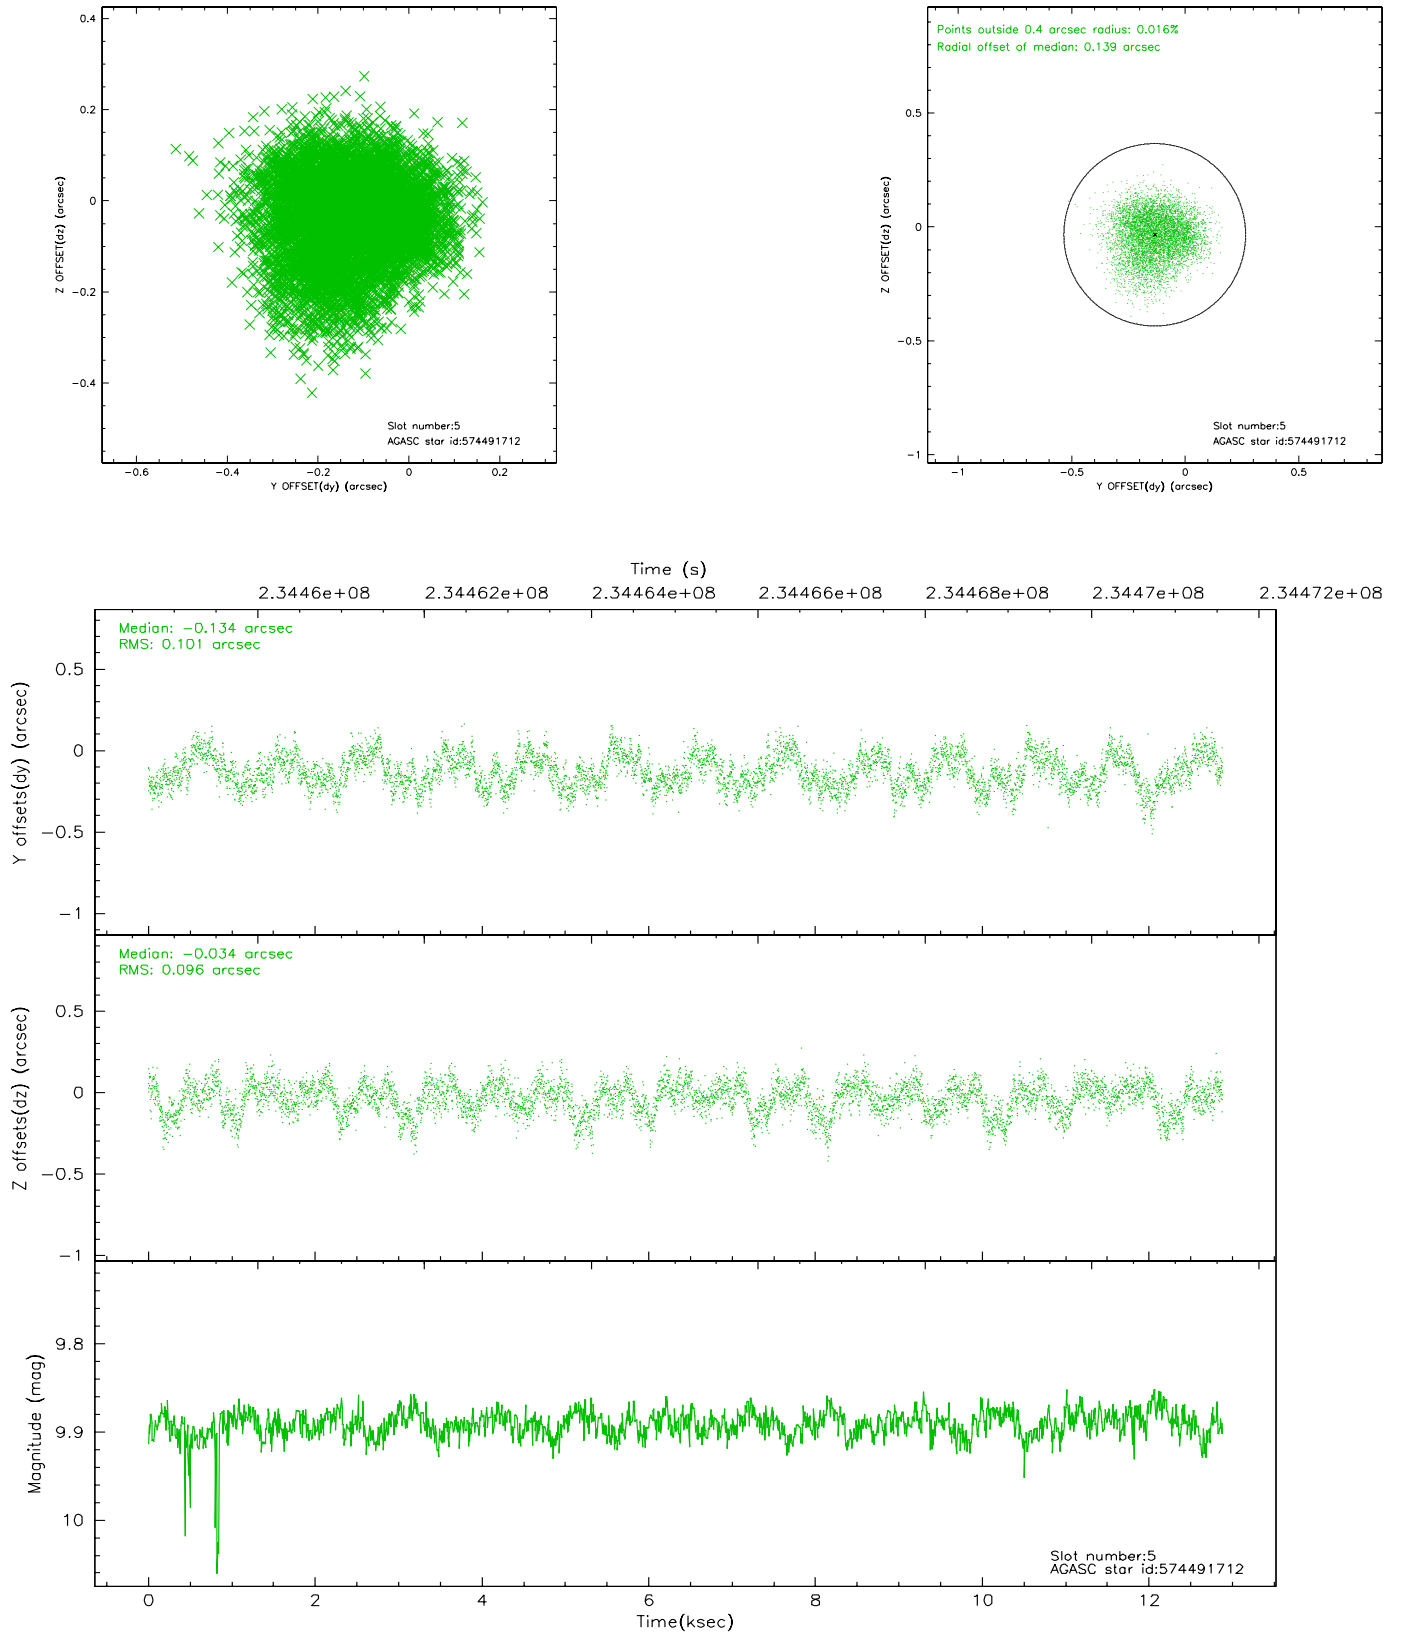 0.4
0.2
0
−0.2
−0.4
Z OFFSET(dz) (arcsec)
Slot number:5
AGASC star id:574491712
−0.6
−0.4
−0.2
0
0.2
Y OFFSET(dy) (arcsec)
Points outside 0.4 arcsec radius: 0.016%
Radial offset of median: 0.139 arcsec
0.5
0
−0.5
−1
Z OFFSET(dz) (arcsec)
Slot number:5
AGASC star id:574491712
−1
−0.5
0
0.5
Y OFFSET(dy) (arcsec)
Time (s)
2.3446e+08
2.34462e+08
2.34464e+08
2.34466e+08
2.34468e+08
2.3447e+08
2.34472e+08
Median: −0.134 arcsec
RMS: 0.101 arcsec
0.5
0
−0.5
−1
Y offsets(dy) (arcsec)
Median: −0.034 arcsec
RMS: 0.096 arcsec
0.5
0
−0.5
−1
Z offsets(dz) (arcsec)
9.8
9.9
10
Magnitude (mag)
Slot number:5
AGASC star id:574491712
0
2
4
6
8
10
12
Time(ksec)